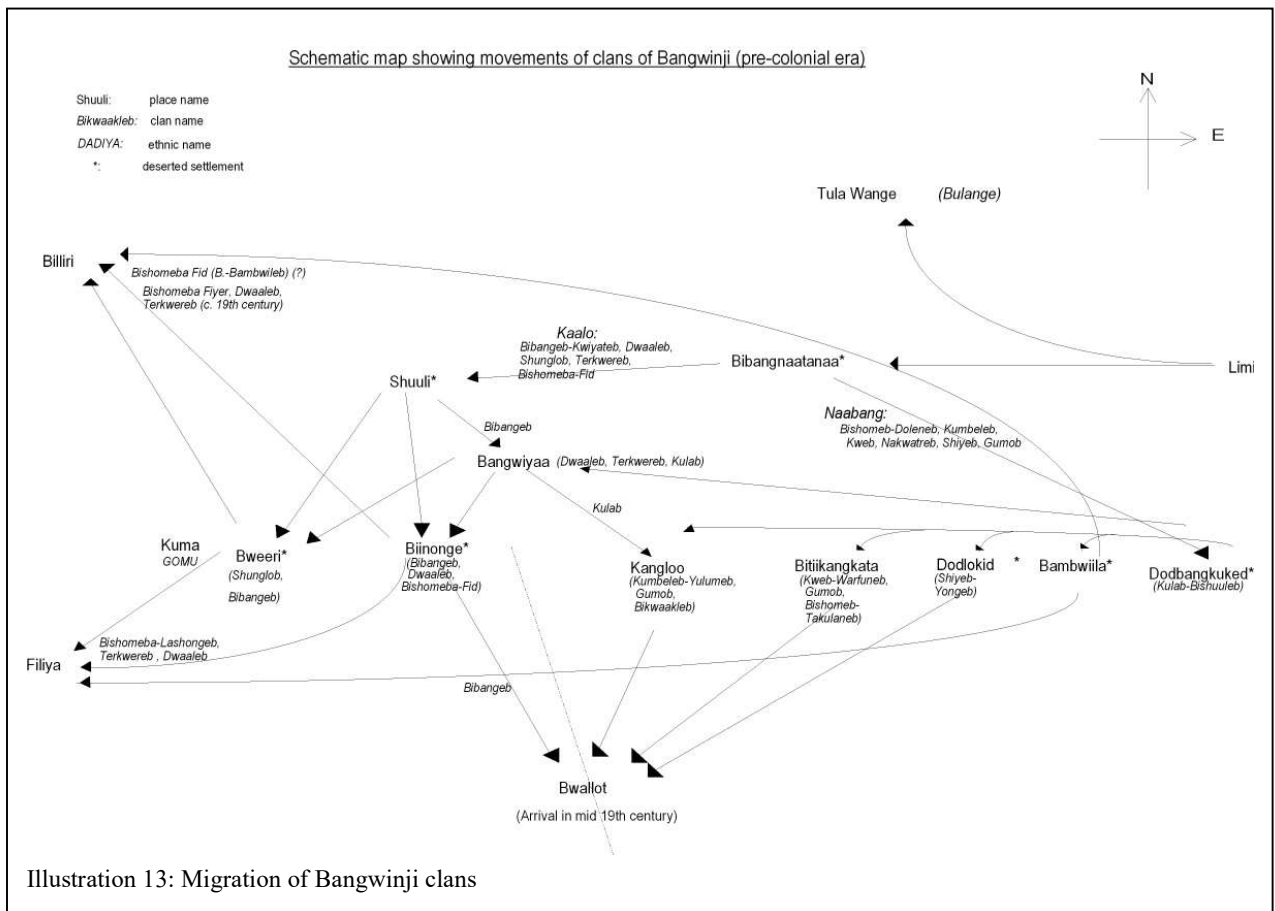 Schematic map showing movements of clans of Bangwinji (pre-colonial era)
Shuuli: place name
Bikwaakleb: clan name
DADIYA: ethnic name
*: deserted settlement
N
E
Tula Wange (Bulange)
Billiri
Bishomeba Fid (B.-Bambwileb) (?)
Bishomeba Fiyer, Dwaaleb,
Terkwereb (c. 19th century)
Kaalo:
Bibangeb-Kwiyateb, Dwaaleb,
Shunglob, Terkwereb,
Bishomeba-Fid
Bibangnaatanaa*
Limi
Shuuli*
Naabang:
Bishomeb-Doleneb, Kumbeleb,
Kweb, Nakwatreb, Shiyeb, Gumob
Bibangeb
Bangwiyaa (Dwaaleb, Terkwereb, Kulab)
Kulab
Kuma
GOMU
Bweeri*
(Shunglob,
Bibangeb)
Biinonge*
(Bibangeb,
Dwaaleb,
Bishomeba-Fid)
Kangloo
(Kumbeleb-Yulumeb,
Gumob,
Bikwaakleb)
Bitiikangkata
(Kweb-Warfuneb,
Gumob,
Bishomeb-
Takulaneb)
Dodlokid *
(Shiyeb-
Yongeb)
Bambwiila*
Dodbangkuked*
(Kulab-Bishuuleb)
Bishomeba-Lashongeb,
Terkwereb , Dwaaleb
Filiya
Bibangeb
Bwallot
(Arrival in mid 19th century)
Illustration 13: Migration of Bangwinji clans